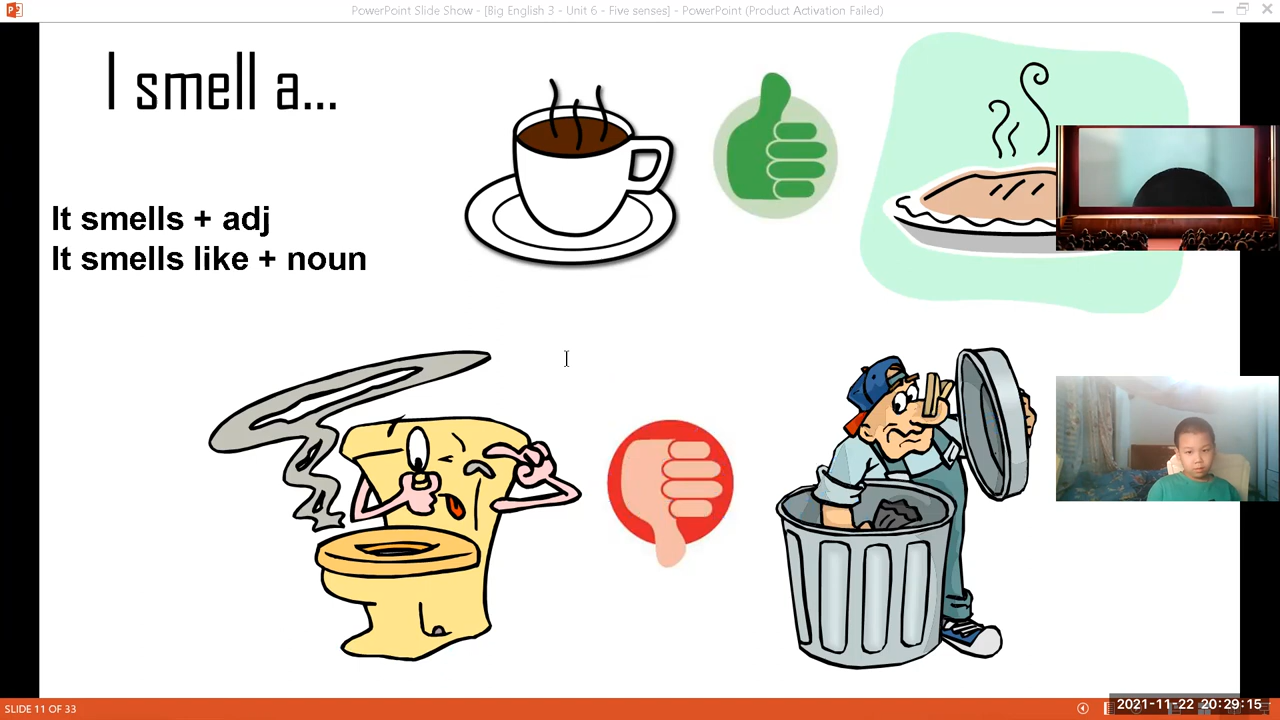 PowerPoint Slide Show - [Big English 3 - Unit 6 - Five senses] - PowerPoint (Product Activation Failed)
I smell a...
It smells + adj
It smells like + noun
SLIDE 11 OF 33
2021-11-22 20:29:15